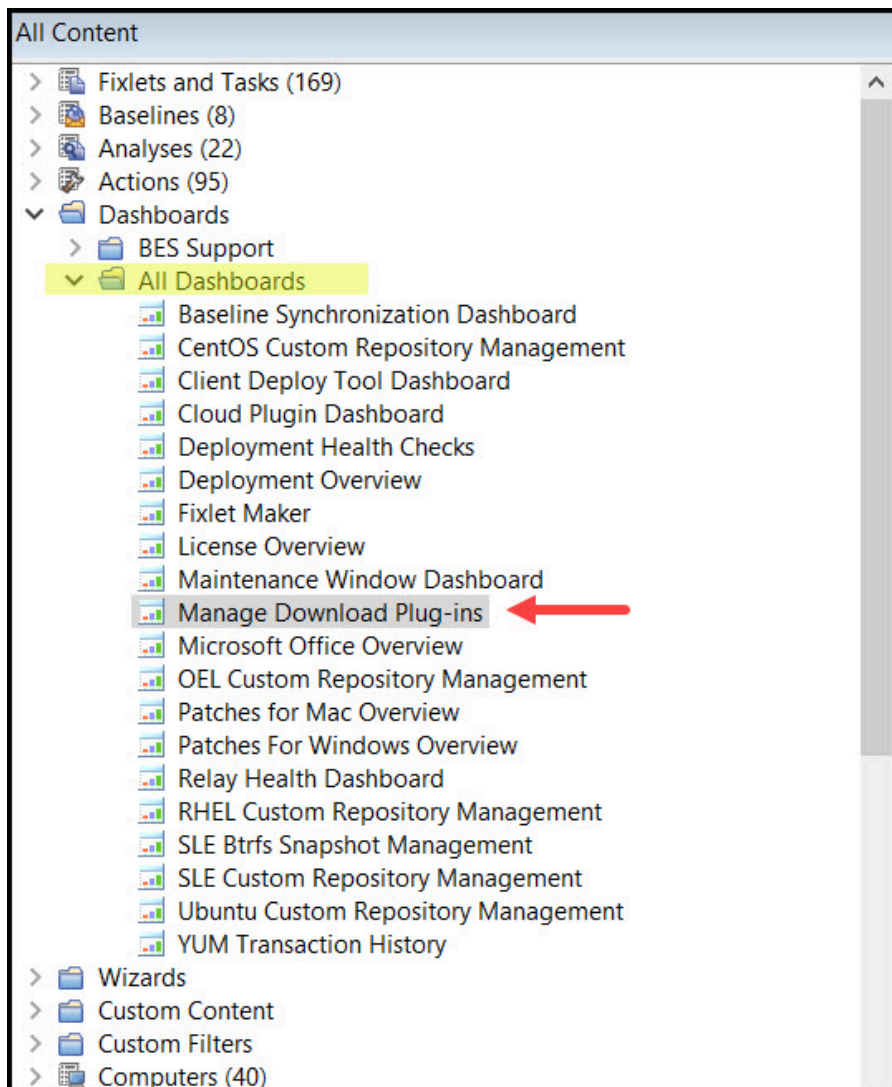 All Content
Fixlets and Tasks (169)
Baselines (8)
Analyses (22)
Actions (95)
Dashboards
BES Support
All Dashboards
Baseline Synchronization Dashboard
CentOS Custom Repository Management
Client Deploy Tool Dashboard
Cloud Plugin Dashboard
Deployment Health Checks
Deployment Overview
Fixlet Maker
License Overview
Maintenance Window Dashboard
Manage Download Plug-ins
Microsoft Office Overview
OEL Custom Repository Management
Patches for Mac Overview
Patches For Windows Overview
Relay Health Dashboard
RHEL Custom Repository Management
SLE Btrfs Snapshot Management
SLE Custom Repository Management
Ubuntu Custom Repository Management
YUM Transaction History
Wizards
Custom Content
Custom Filters
Computers (40)